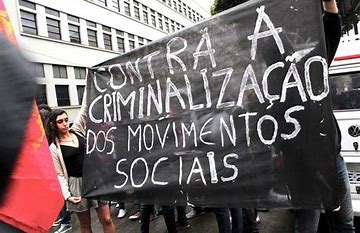 CONTRA A
CRIMINALIZAÇÃO
DOS MOVIMENTOS
SOCIAIS